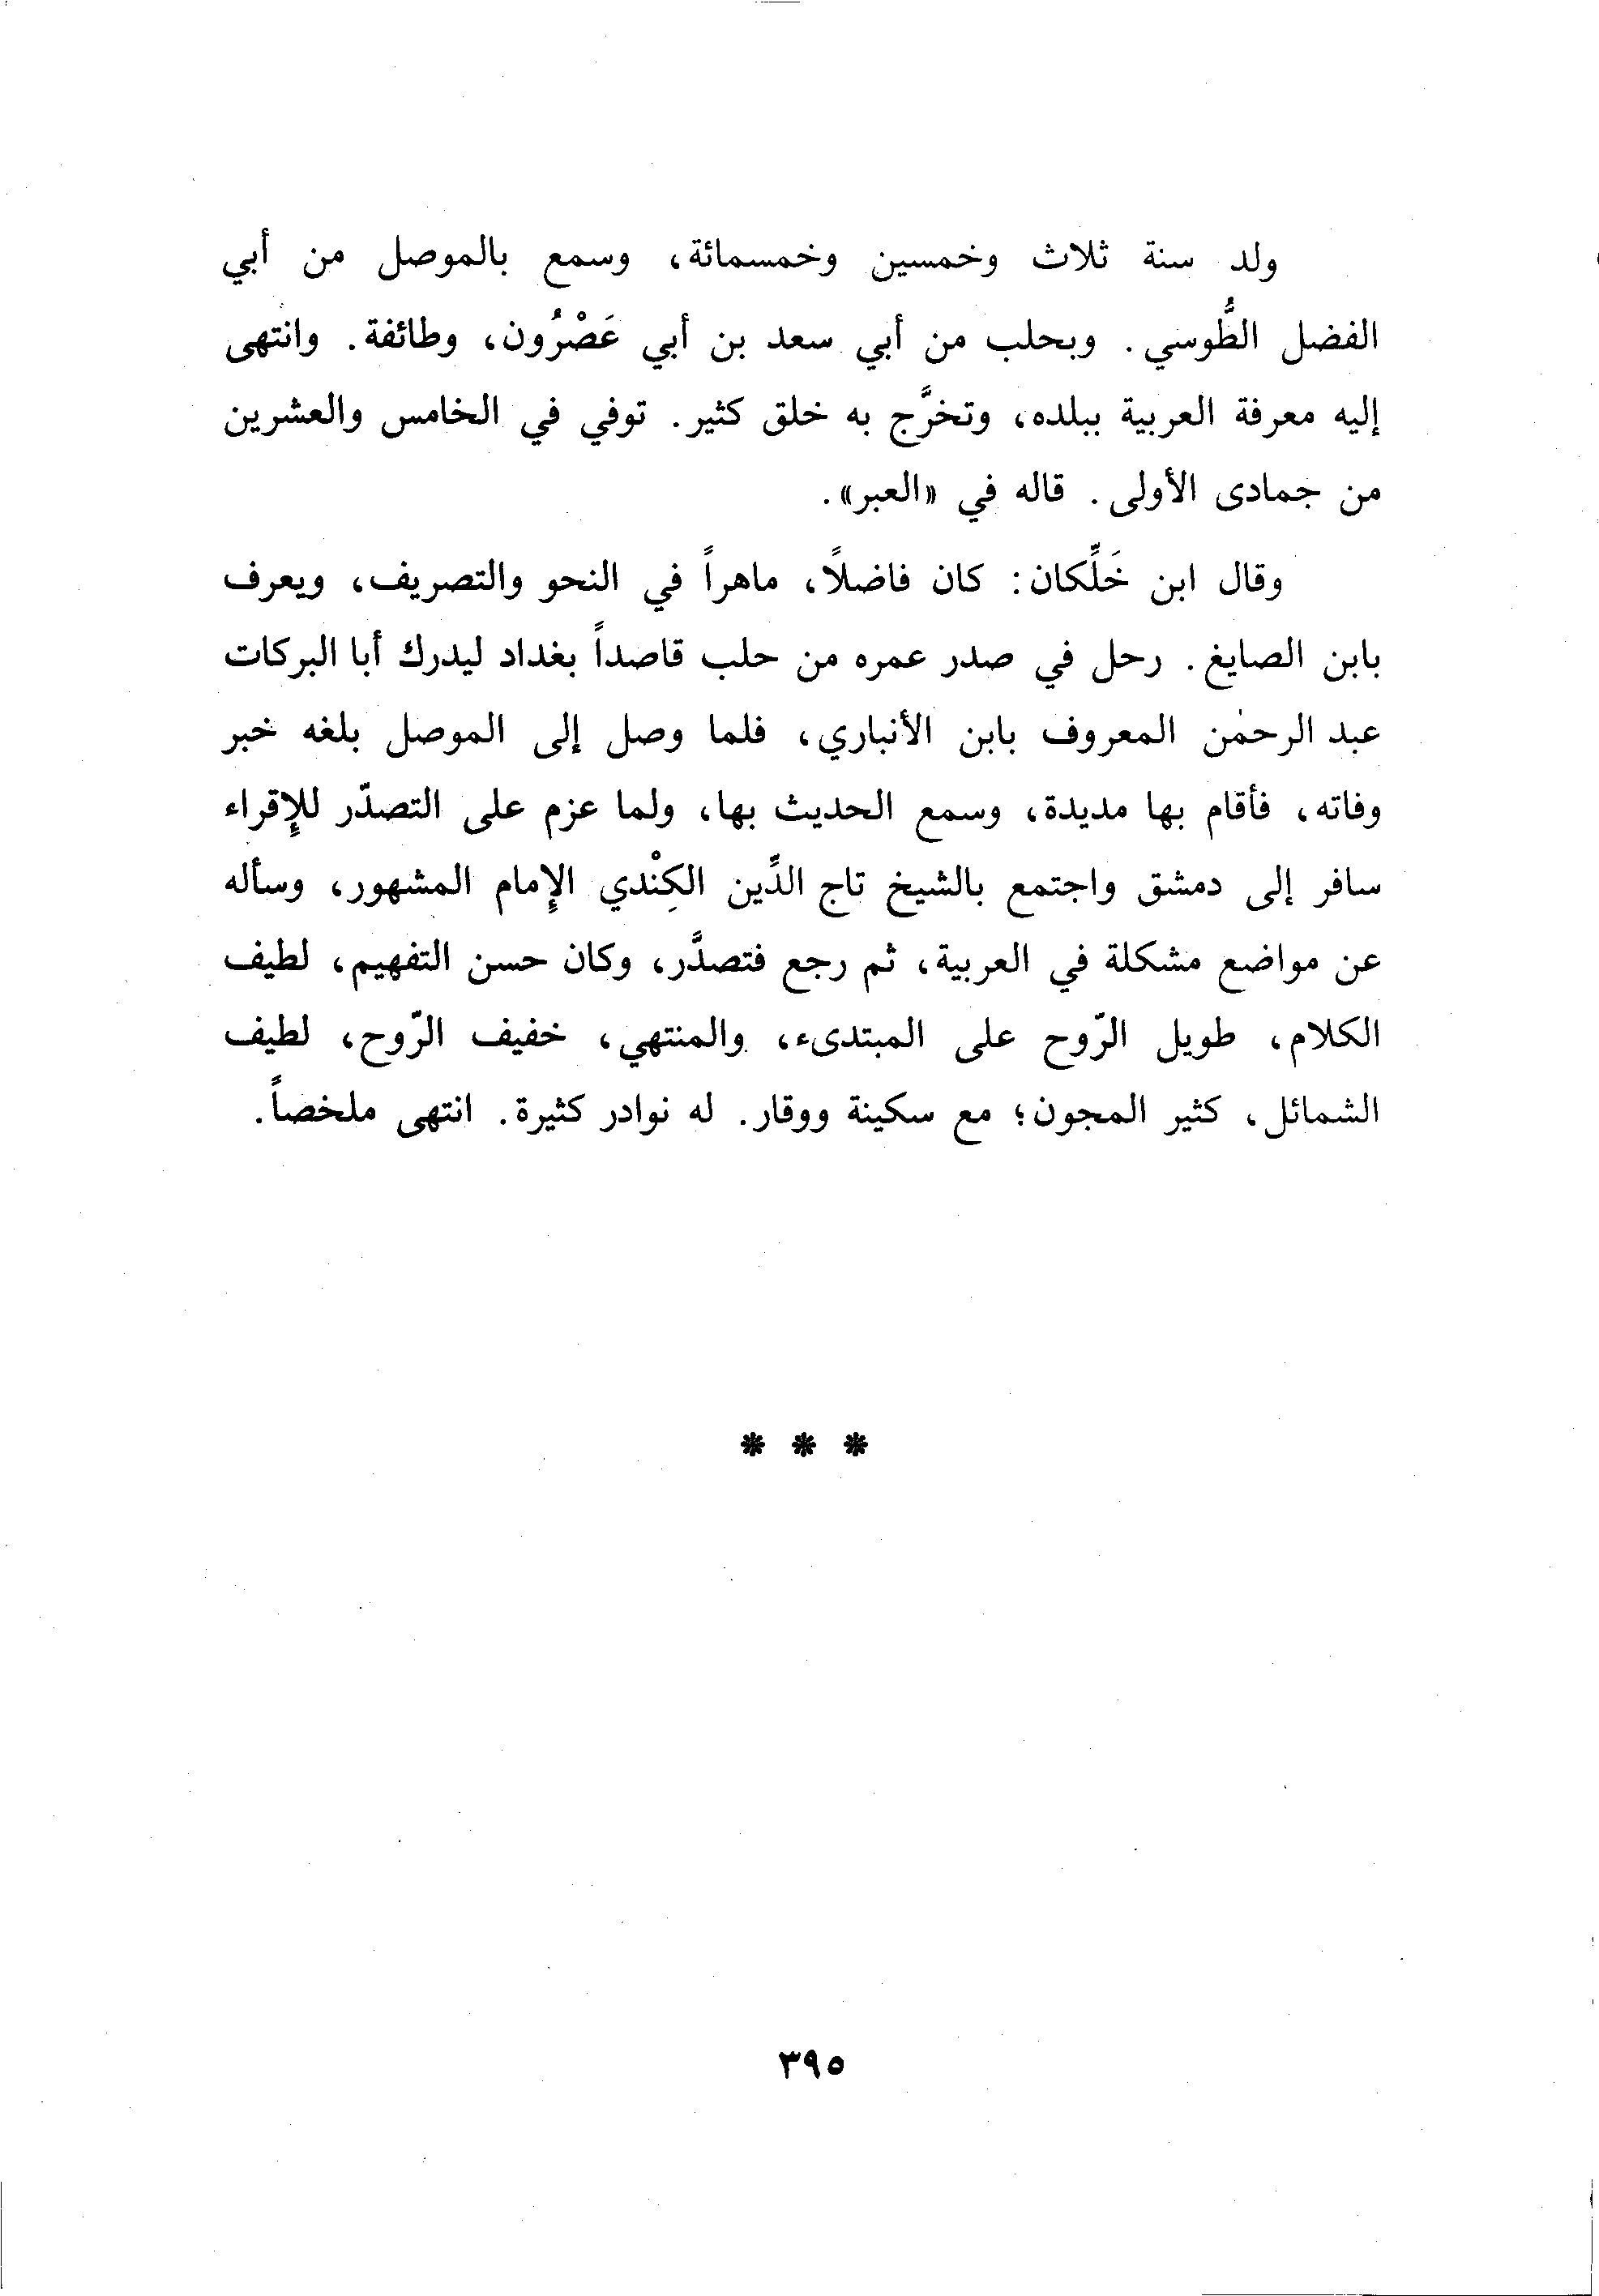 ولد سنة ثلاث وخمسين وخمسمائة، وسمع بالموصل من أبي
الفضل الطُّوسي. وبحلب من أبي سعد بن أبي عَصْرُون، وطائفة. وانتهى
إليه معرفة العربية ببلده، وتخرَّج به خلق كثير. توفي في الخامس والعشرين
من جمادى الأولى. قاله في «العبر».
وقال ابن خَلِّكان: كان فاضلاً، ماهراً في النحو والتصريف، ويعرف
بابن الصايغ. رحل في صدر عمره من حلب قاصداً بغداد ليدرك أبا البركات
عبد الرحمٰن المعروف بابن الأنباري، فلما وصل إلى الموصل بلغه خبر
وفاته، فأقام بها مديدة، وسمع الحديث بها، ولما عزم على التصدّر للإِقراء
سافر إلى دمشق واجتمع بالشيخ تاج الدِّين الكِنْدي الإِمام المشهور، وسأله
عن مواضع مشكلة في العربية، ثم رجع فتصدَّر، وكان حسن التفهيم، لطيف
الكلام، طويل الرّوح على المبتدىء، والمنتهي، خفيف الرّوح، لطيف
الشمائل، كثير المجون؛ مع سكينة ووقار. له نوادر كثيرة. انتهى ملخصاً.
* * *
٣٩٥